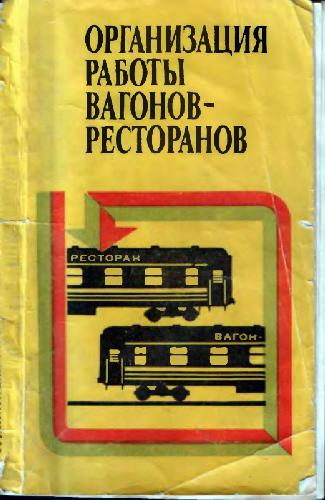 ОРГАНИЗАЦИЯ
РАБОТЫ
ВАГОНОВ-
РЕСТОРАНОВ
РЕСТОРАН
ВАГОН-